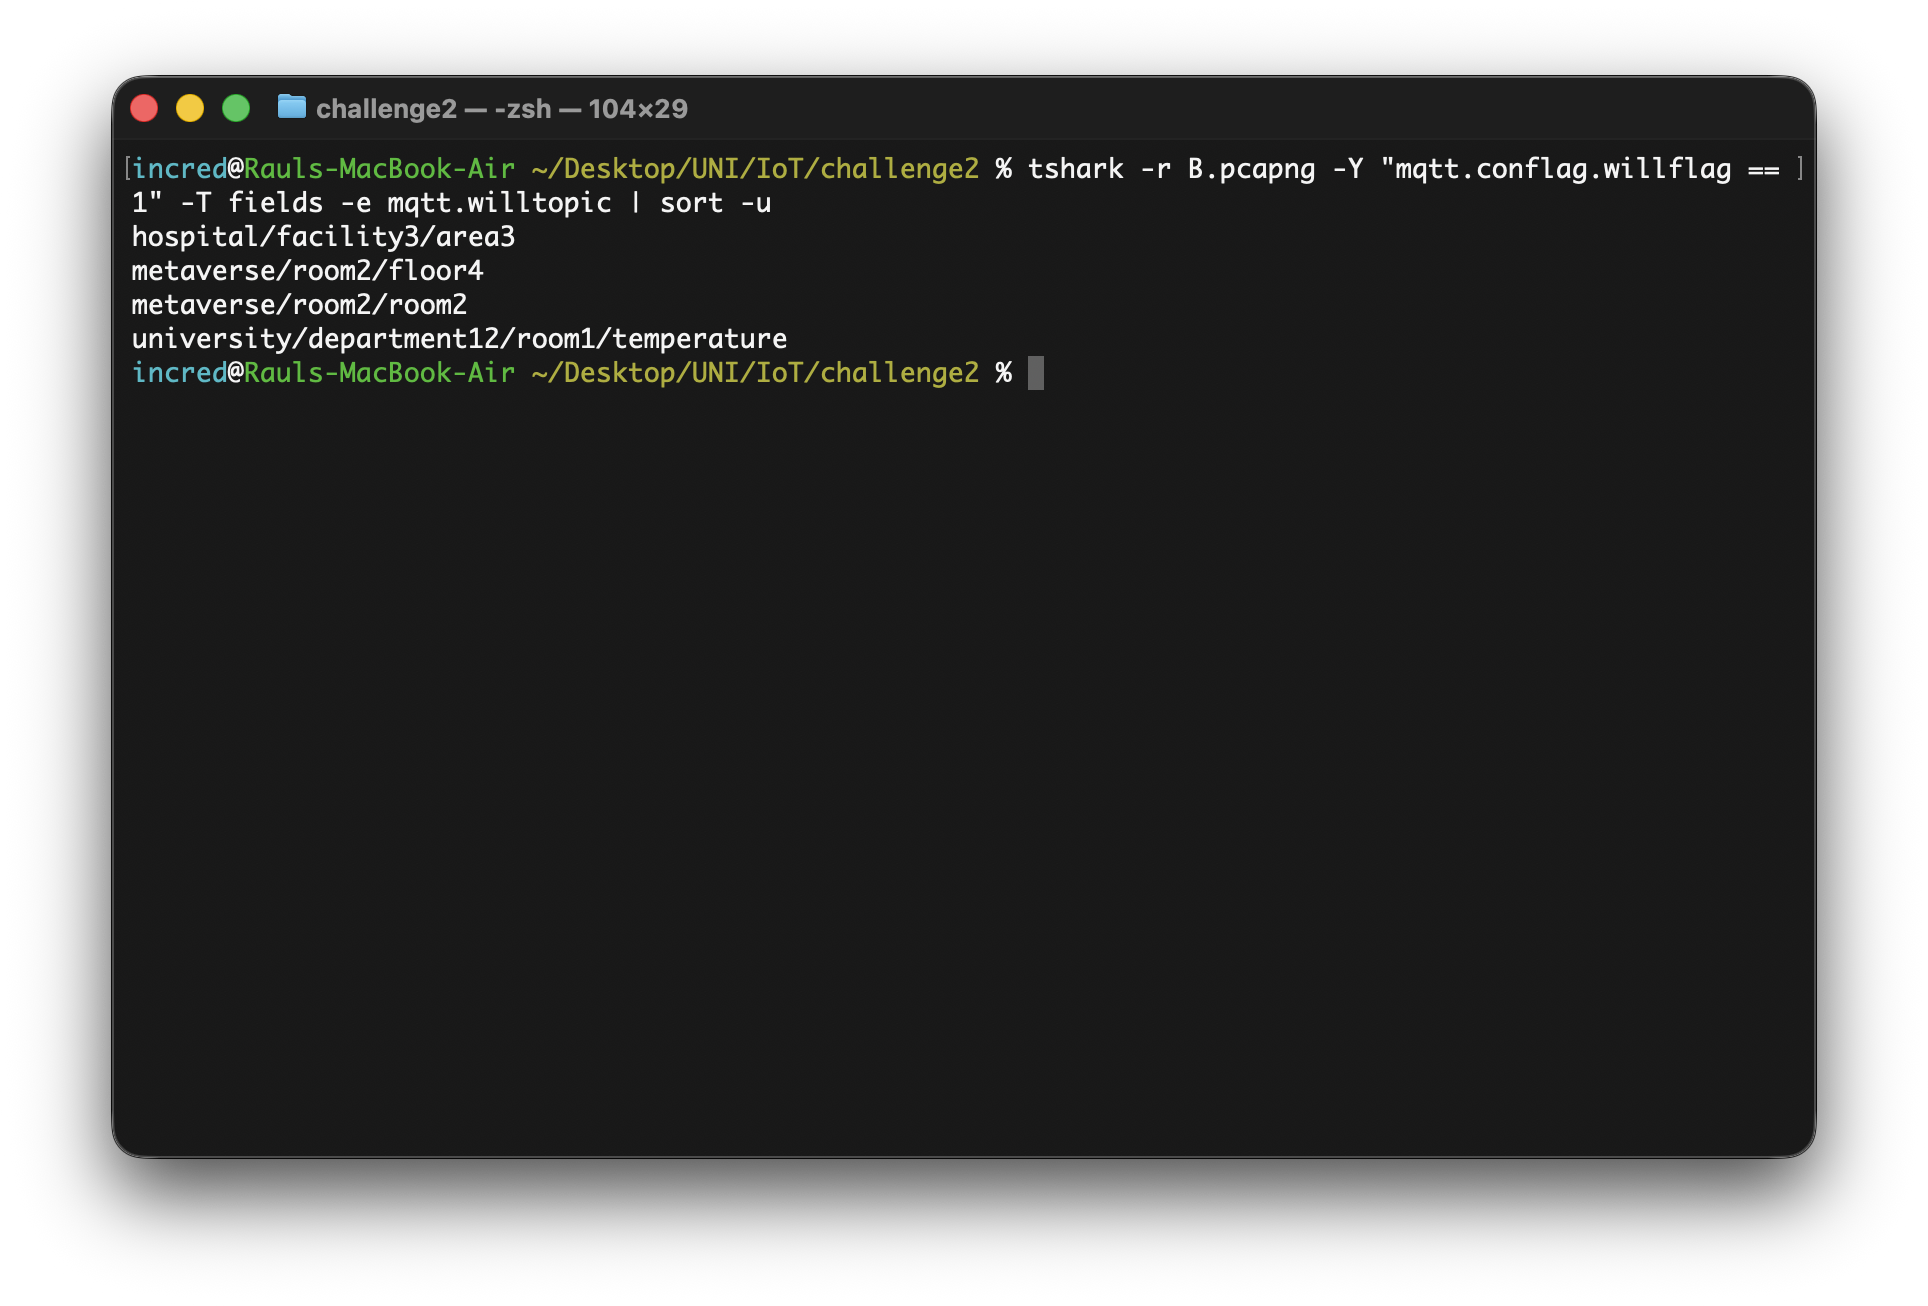 challenge2 — -zsh — 104×29
[incred@Rauls-MacBook-Air ~/Desktop/UNI/IoT/challenge2 % tshark -r B.pcapng -Y "mqtt.conflag.willflag == ]
1" -T fields -e mqtt.willtopic | sort -u
hospital/facility3/area3
metaverse/room2/floor4
metaverse/room2/room2
university/department12/room1/temperature
incred@Rauls-MacBook-Air ~/Desktop/UNI/IoT/challenge2 %